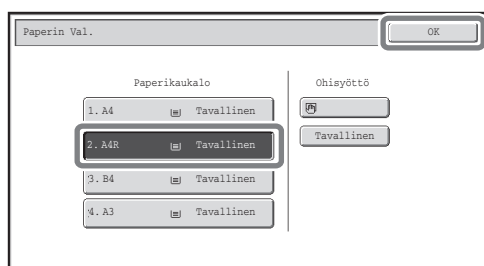 Paperin Val.
OK
Paperikaukalo
Ohisyöttö
1. A4 Tavallinen
2. A4R Tavallinen
Tavallinen
3. B4 Tavallinen
4. A3 Tavallinen